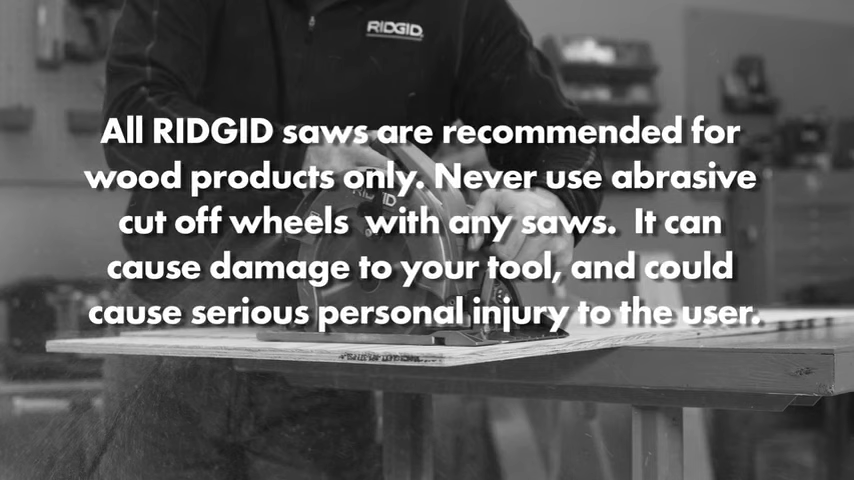 RIDGID
All RIDGID saws are recommended for
wood products only. Never use abrasive
cut off wheels  with any saws.  It can
cause damage to your tool, and could
cause serious personal injury to the user.
RIDGID